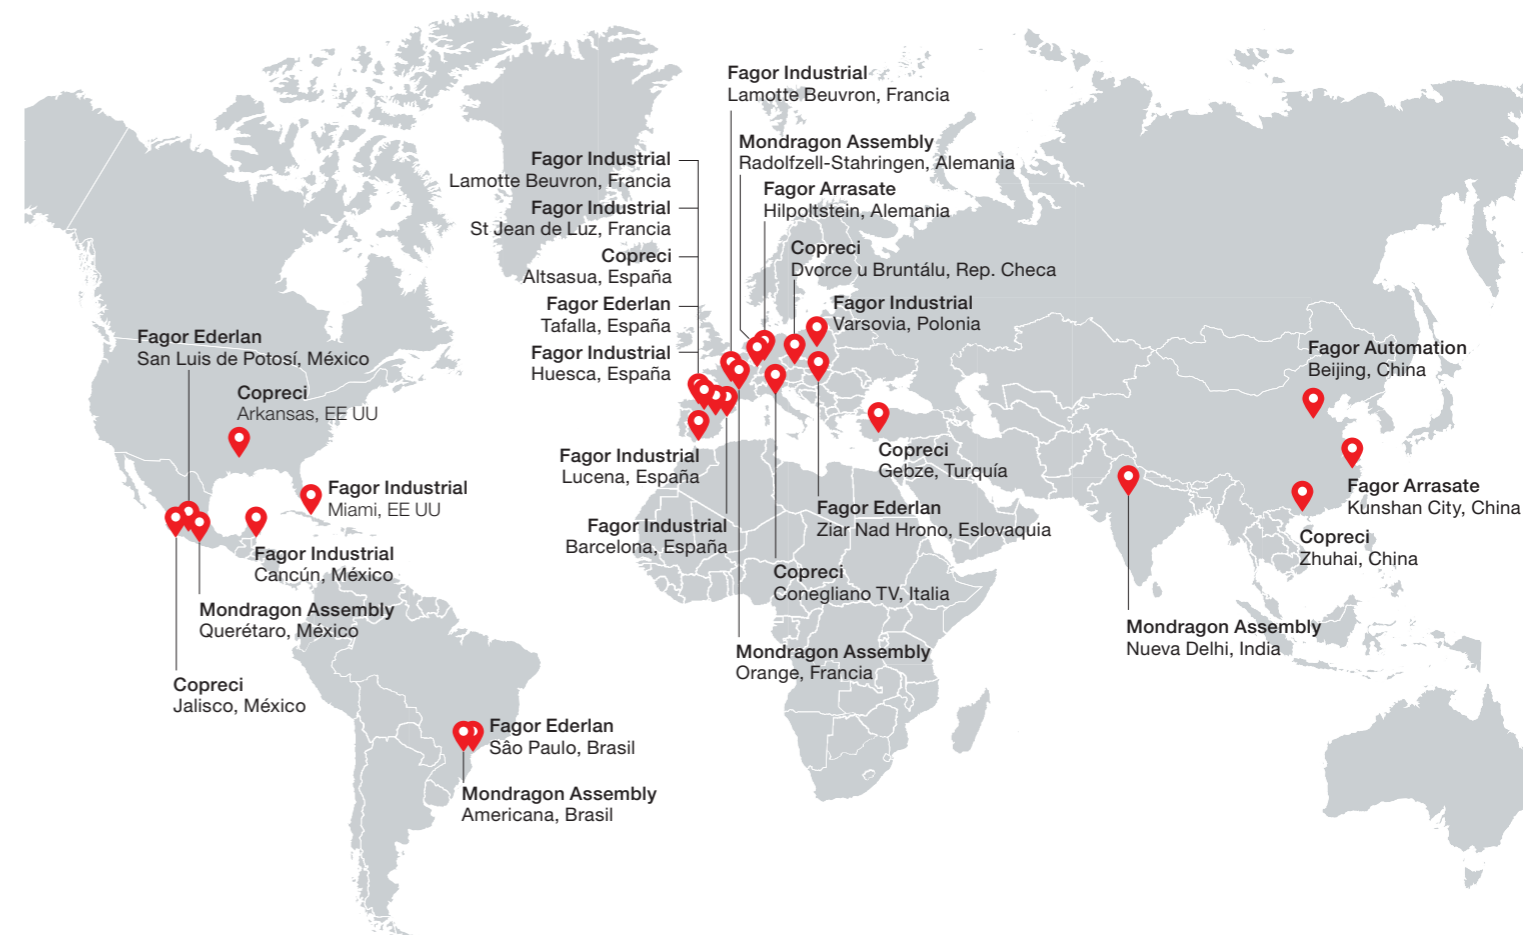 Fagor Industrial
Lamotte Beuvron, Francia
Mondragon Assembly
Radolfzell-Stahringen, Alemania
Fagor Arrasate
Hilpoltstein, Alemania
Copreci
Dvorce u Bruntálu, Rep. Checa
Fagor Industrial
Varsovia, Polonia
Fagor Industrial
Lamotte Beuvron, Francia
Fagor Industrial
St Jean de Luz, Francia
Copreci
Altsasua, España
Fagor Ederlan
Tafalla, España
Fagor Industrial
Huesca, España
Fagor Ederlan
San Luis de Potosí, México
Copreci
Arkansas, EE UU
Fagor Industrial
Miami, EE UU
Fagor Industrial
Cancún, México
Mondragon Assembly
Querétaro, México
Copreci
Jalisco, México
Fagor Ederlan
Sâo Paulo, Brasil
Mondragon Assembly
Americana, Brasil
Fagor Industrial
Lucena, España
Fagor Industrial
Barcelona, España
Copreci
Gebze, Turquía
Fagor Ederlan
Ziar Nad Hrono, Eslovaquia
Copreci
Conegliano TV, Italia
Mondragon Assembly
Orange, Francia
Fagor Automation
Beijing, China
Fagor Arrasate
Kunshan City, China
Copreci
Zhuhai, China
Mondragon Assembly
Nueva Delhi, India